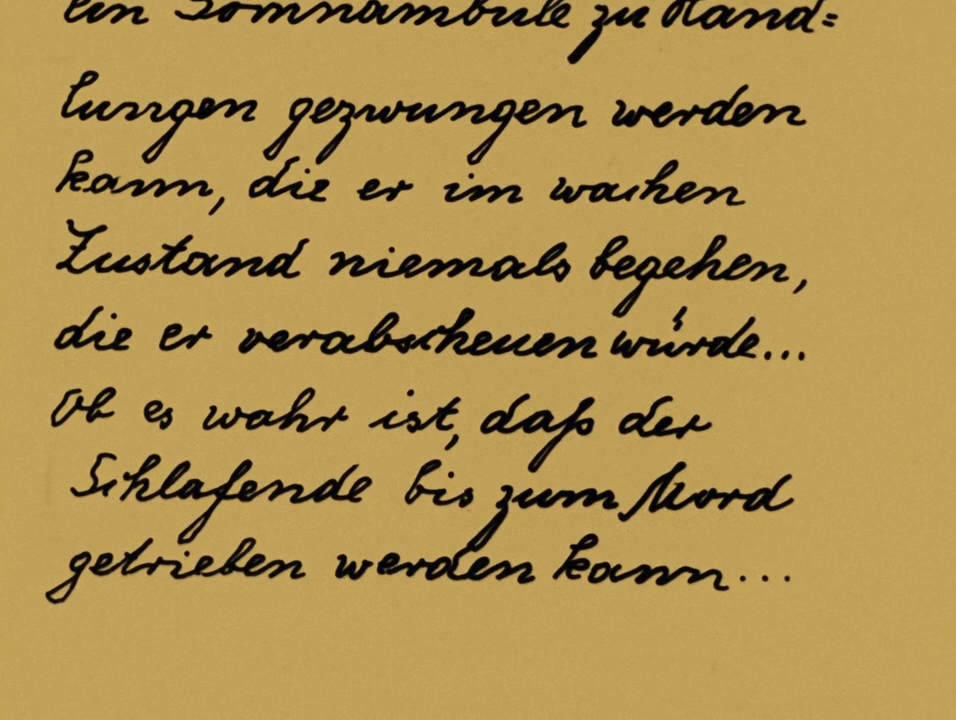 ein Somnambule zu Hand=
lungen gezwungen werden
kann, die er im wachen
Zustand niemals begehen,
die er verabscheuen würde...
Ob es wahr ist, daß der
Schlafende bis zum Mord
getrieben werden kann...